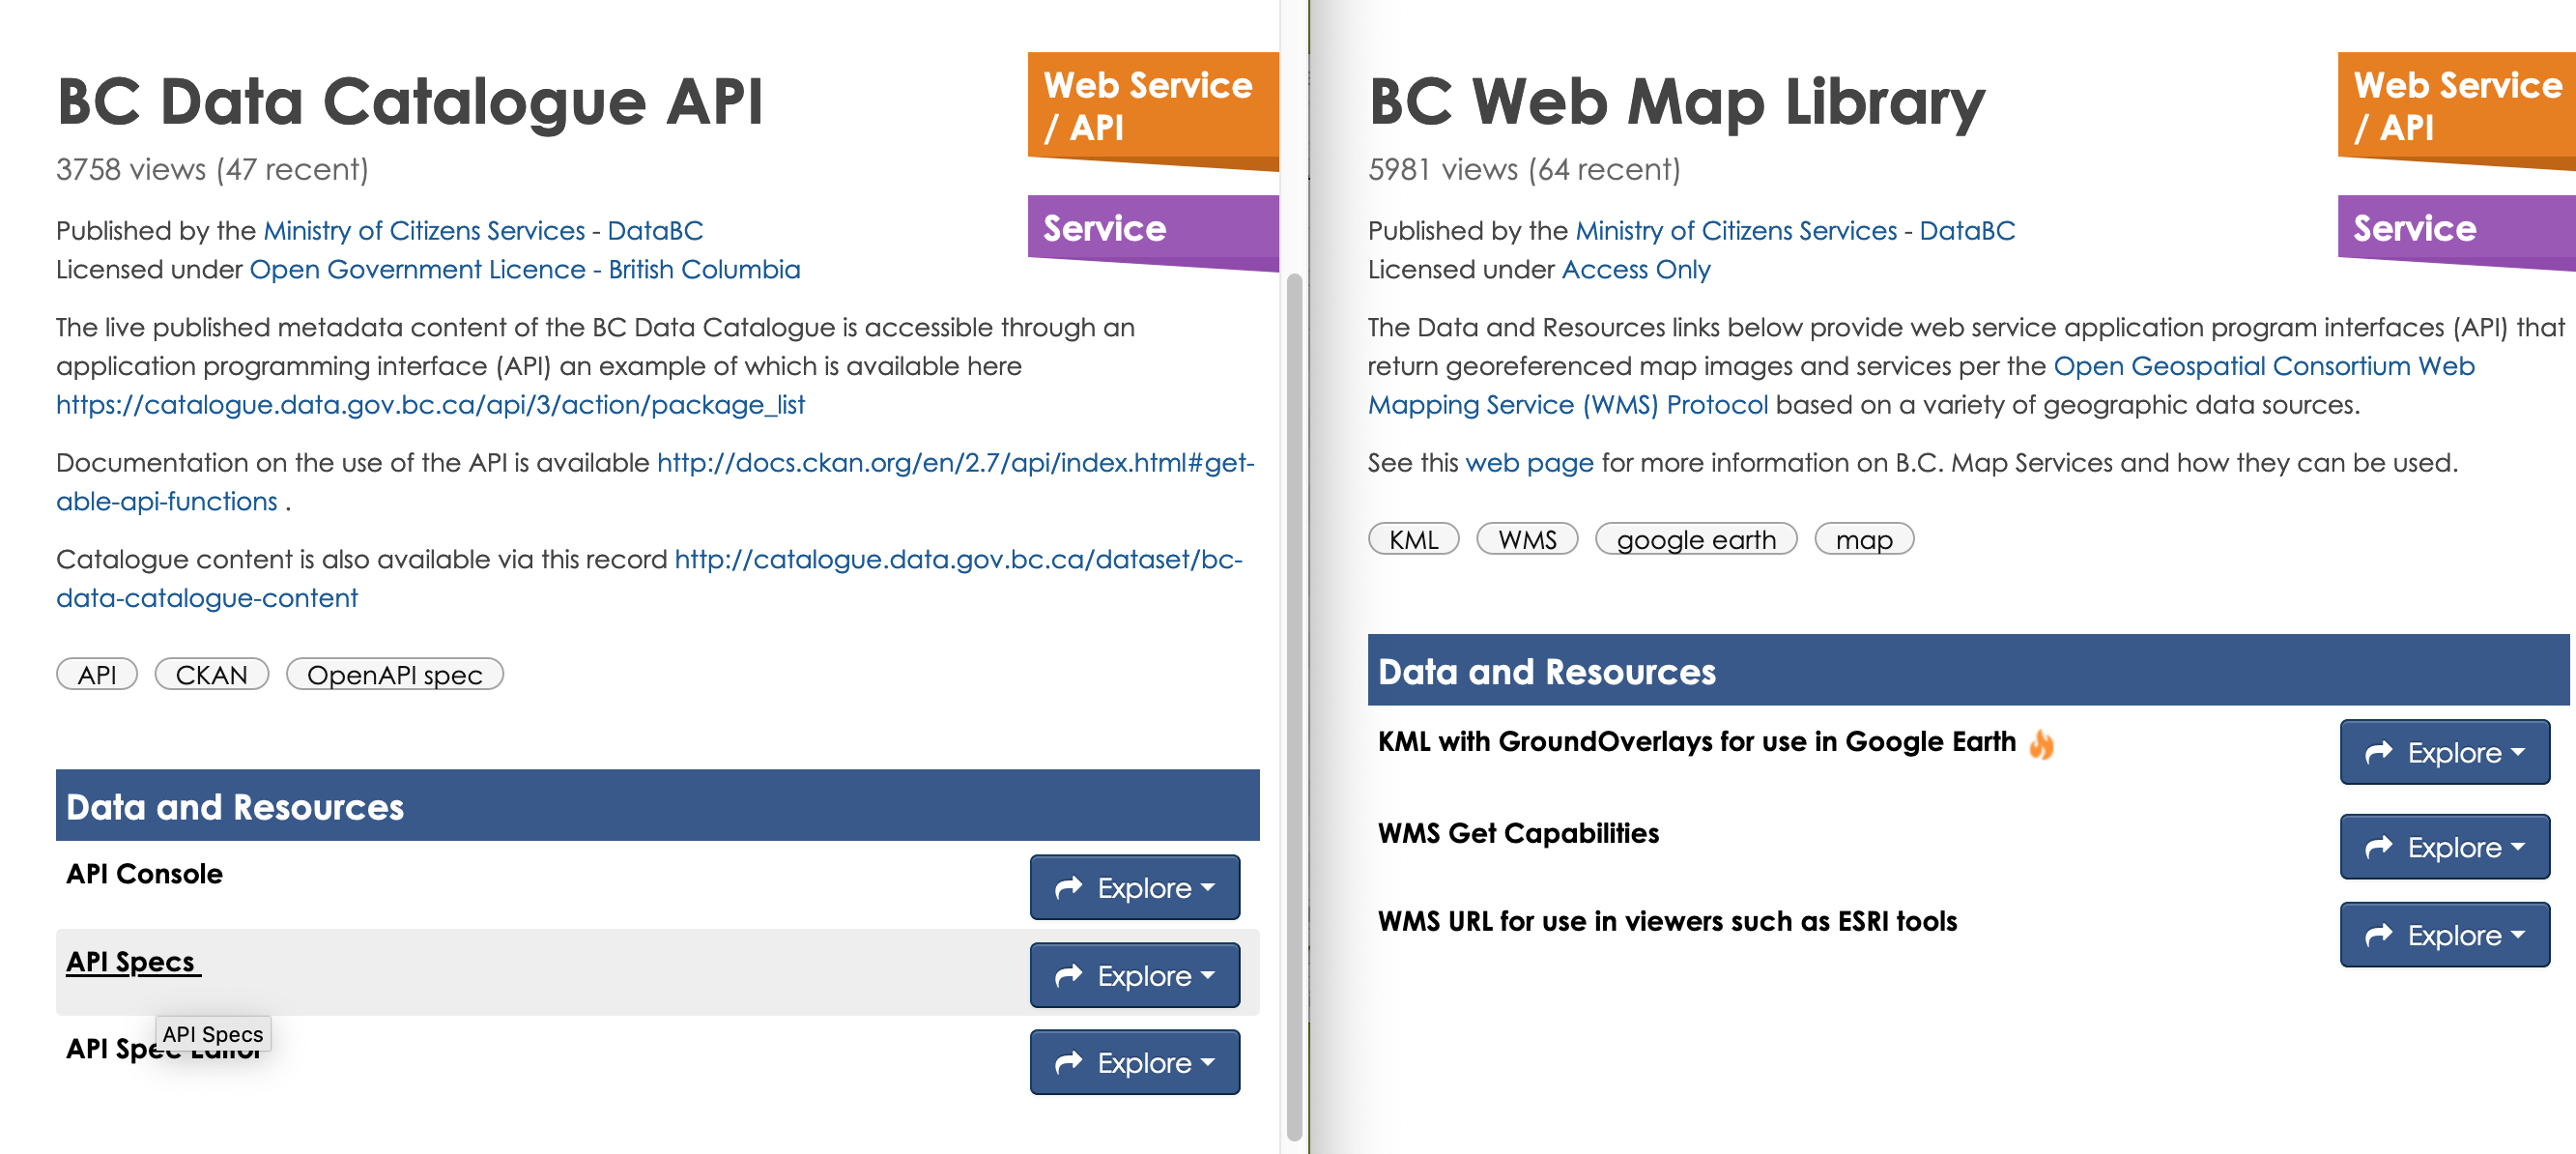 BC Data Catalogue API
3758 views (47 recent)
Web Service
/ API
Service
Published by the Ministry of Citizens Services - DataBC
Licensed under Open Government Licence - British Columbia
The live published metadata content of the BC Data Catalogue is accessible through an
application programming interface (API) an example of which is available here
https://catalogue.data.gov.bc.ca/api/3/action/package_list
Documentation on the use of the API is available http://docs.ckan.org/en/2.7/api/index.html#get-
able-api-functions .
Catalogue content is also available via this record http://catalogue.data.gov.bc.ca/dataset/bc-
data-catalogue-content
API CKAN OpenAPI spec
Data and Resources
API Console Explore
API Specs Explore
API Specs
API Spec Editor Explore
BC Web Map Library
5981 views (64 recent)
Web Service
/ API
Service
Published by the Ministry of Citizens Services - DataBC
Licensed under Access Only
The Data and Resources links below provide web service application program interfaces (API) that
return georeferenced map images and services per the Open Geospatial Consortium Web
Mapping Service (WMS) Protocol based on a variety of geographic data sources.
See this web page for more information on B.C. Map Services and how they can be used.
KML WMS google earth map
Data and Resources
KML with GroundOverlays for use in Google Earth Explore
WMS Get Capabilities Explore
WMS URL for use in viewers such as ESRI tools Explore